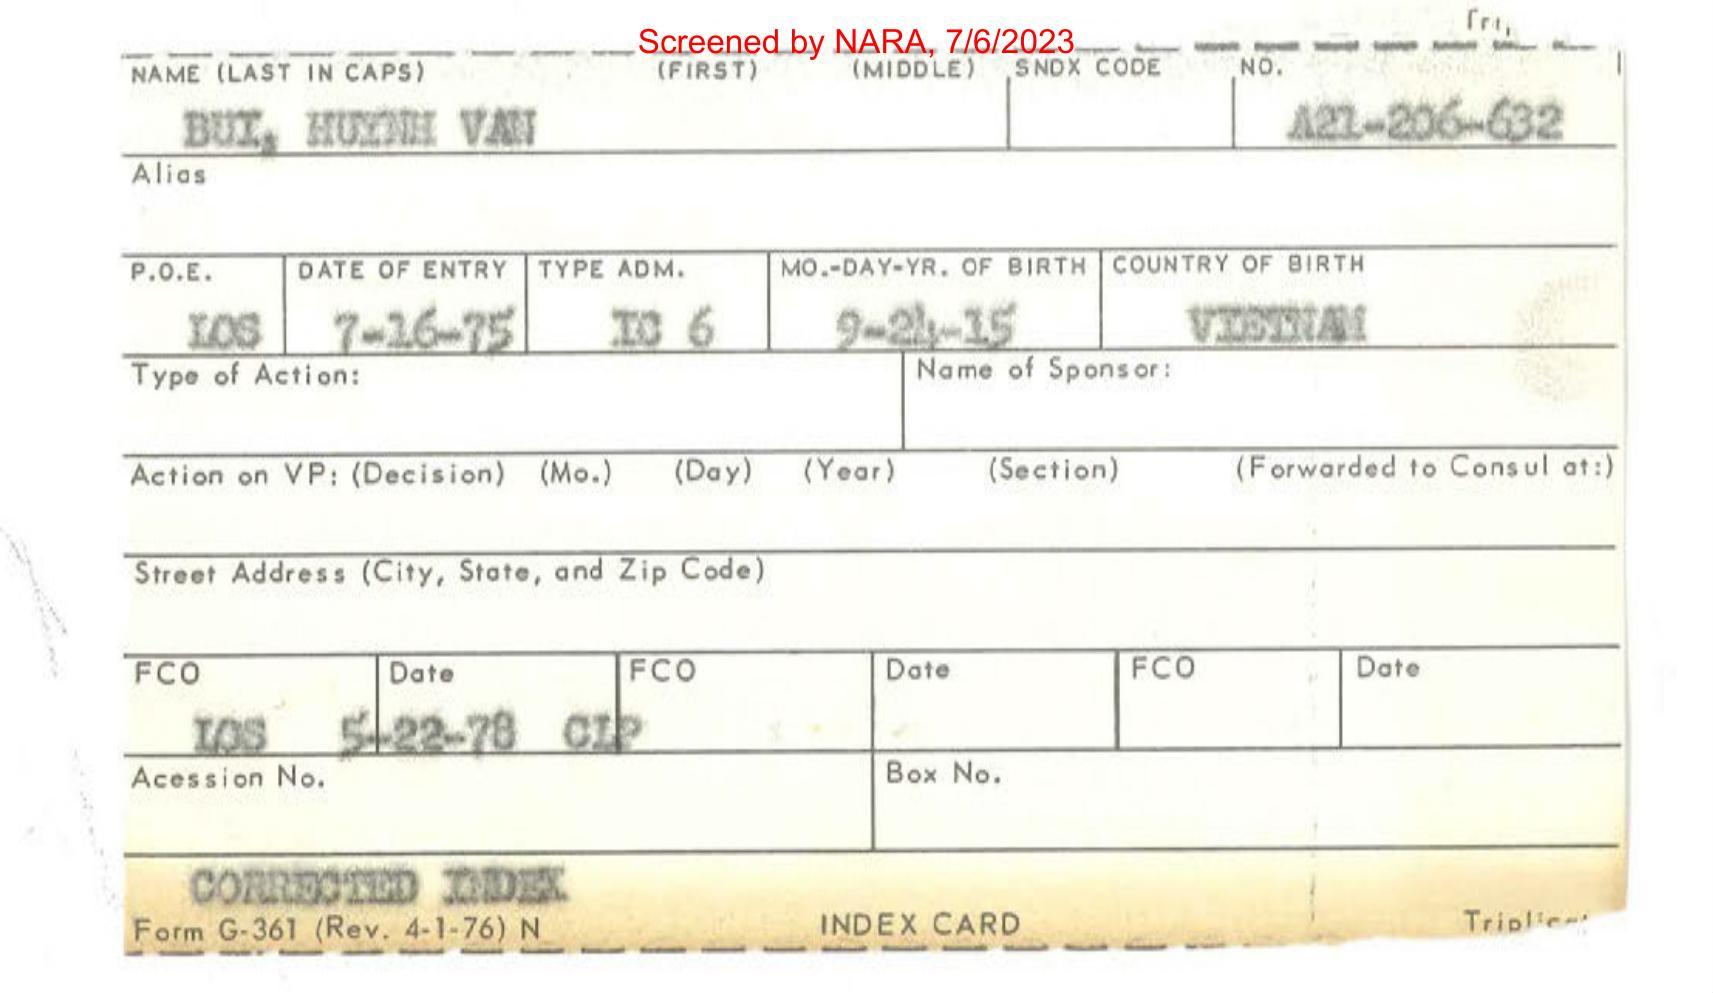 Screened by NARA, 7/6/2023
NAME (LAST IN CAPS) (FIRST) (MIDDLE) SNDX CODE NO.
BUI, HUYNH VAN A21-206-632
Alias
P.O.E. DATE OF ENTRY TYPE ADM. MO.-DAY-YR. OF BIRTH COUNTRY OF BIRTH
LOS 7-16-75 IC 6 9-24-15 VIETNAM
Type of Action: Name of Sponsor:
Action on VP: (Decision) (Mo.) (Day) (Year) (Section) (Forwarded to Consul at:)
Street Address (City, State, and Zip Code)
FCO Date FCO Date FCO Date
LOS 5-22-78 CLP
Acession No. Box No.
CORRECTED INDEX
Form G-361 (Rev. 4-1-76) N INDEX CARD